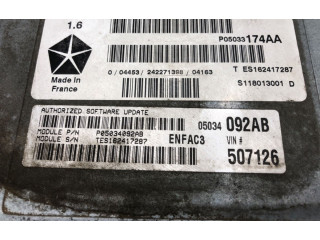 1.6
P05033174AA
Made in
France
0 / 04453 / 242271398 / 04163
T ES162417287
S118013001 D
AUTHORIZED SOFTWARE UPDATE
05034 092AB
MODULE P/N P05034092AB
MODULE S/N TES162417287
ENFAC3
VIN #
507126